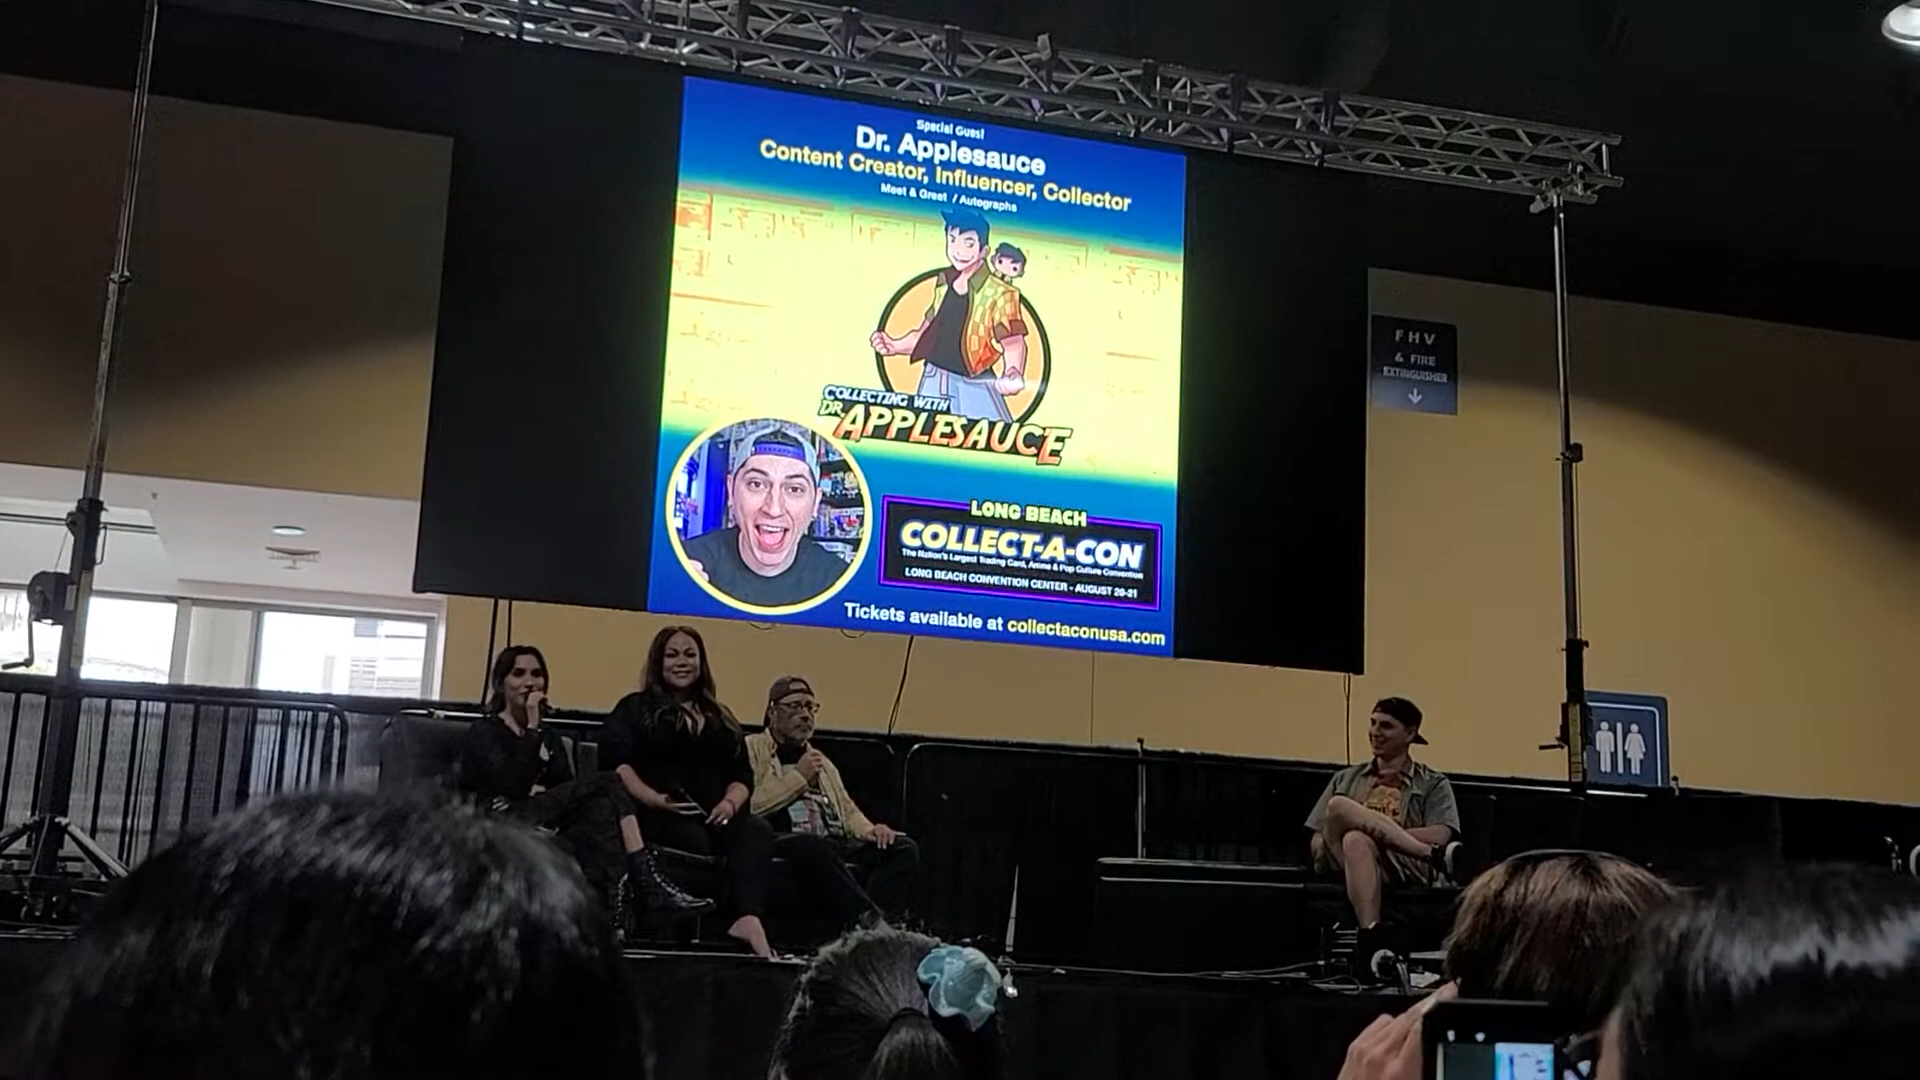 Special Guest
Dr. Applesauce
Content Creator, Influencer, Collector
Meet & Greet / Autographs
COLLECTING WITH
DR. APPLESAUCE
LONG BEACH
COLLECT-A-CON
The Nation's Largest Trading Card, Anime & Pop Culture Convention
LONG BEACH CONVENTION CENTER - AUGUST 20-21
Tickets available at collectaconusa.com
FHV
& FIRE
EXTINGUISHER